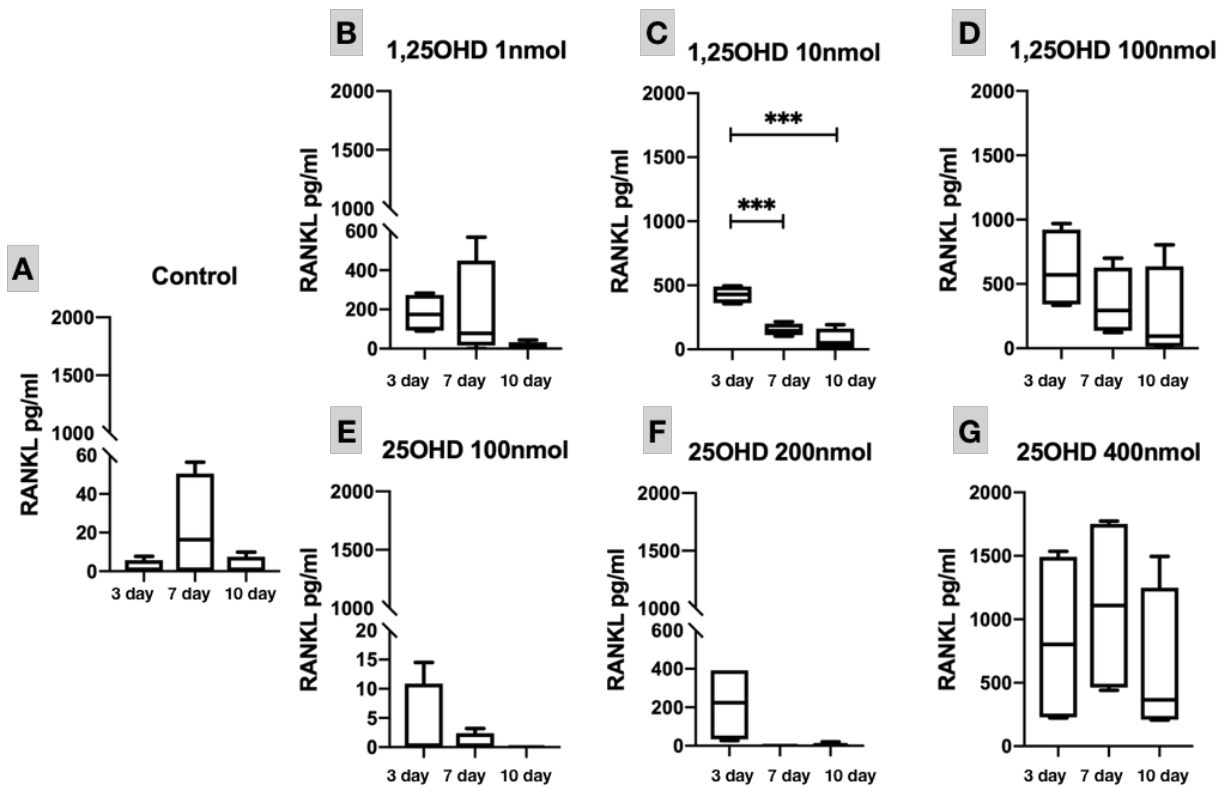 A
Control
RANKL pg/ml
2000
1500
1000
60
40
20
0
3 day 7 day 10 day
B
1,25OHD 1nmol
RANKL pg/ml
2000
1500
1000
600
400
200
0
3 day 7 day 10 day
C
1,25OHD 10nmol
RANKL pg/ml
2000
1500
1000
500
0
***
***
3 day 7 day 10 day
D
1,25OHD 100nmol
RANKL pg/ml
2000
1500
1000
500
0
3 day 7 day 10 day
E
25OHD 100nmol
RANKL pg/ml
2000
1500
1000
20
15
10
5
0
3 day 7 day 10 day
F
25OHD 200nmol
RANKL pg/ml
2000
1500
1000
600
400
200
0
3 day 7 day 10 day
G
25OHD 400nmol
RANKL pg/ml
2000
1500
1000
500
0
3 day 7 day 10 day